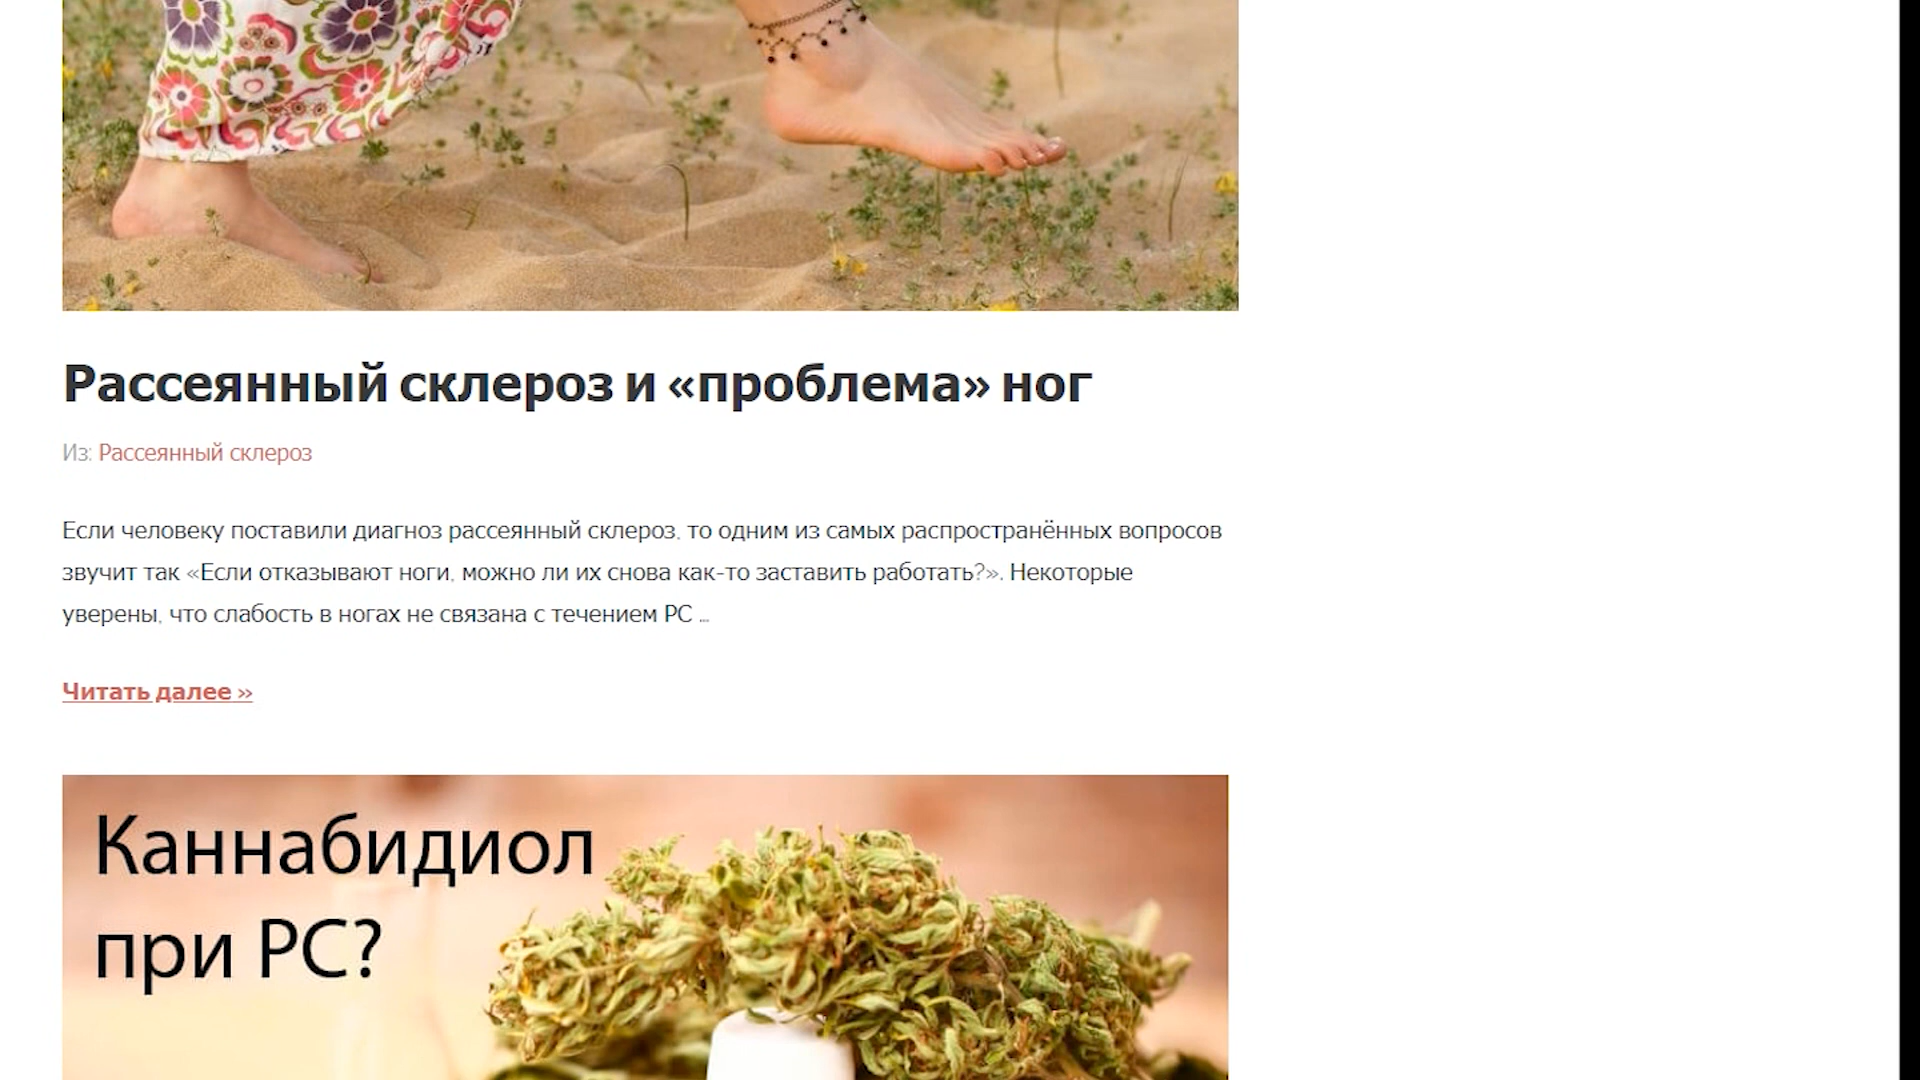 Рассеянный склероз и «проблема» ног
Из: Рассеянный склероз
Если человеку поставили диагноз рассеянный склероз, то одним из самых распространённых вопросов
звучит так «Если отказывают ноги, можно ли их снова как-то заставить работать?». Некоторые
уверены, что слабость в ногах не связана с течением РС ...
Читать далее »
Каннабидиол
при РС?